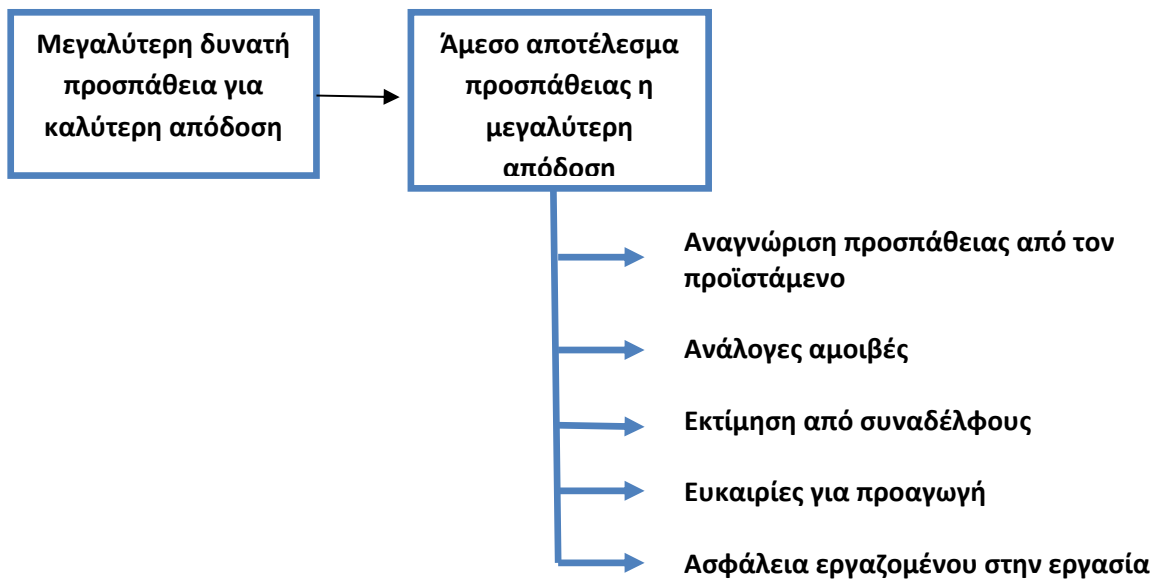 Μεγαλύτερη δυνατή
προσπάθεια για
καλύτερη απόδοση
Άμεσο αποτέλεσμα
προσπάθειας η
μεγαλύτερη
απόδοση
Αναγνώριση προσπάθειας από τον
προϊστάμενο
Ανάλογες αμοιβές
Εκτίμηση από συναδέλφους
Ευκαιρίες για προαγωγή
Ασφάλεια εργαζομένου στην εργασία